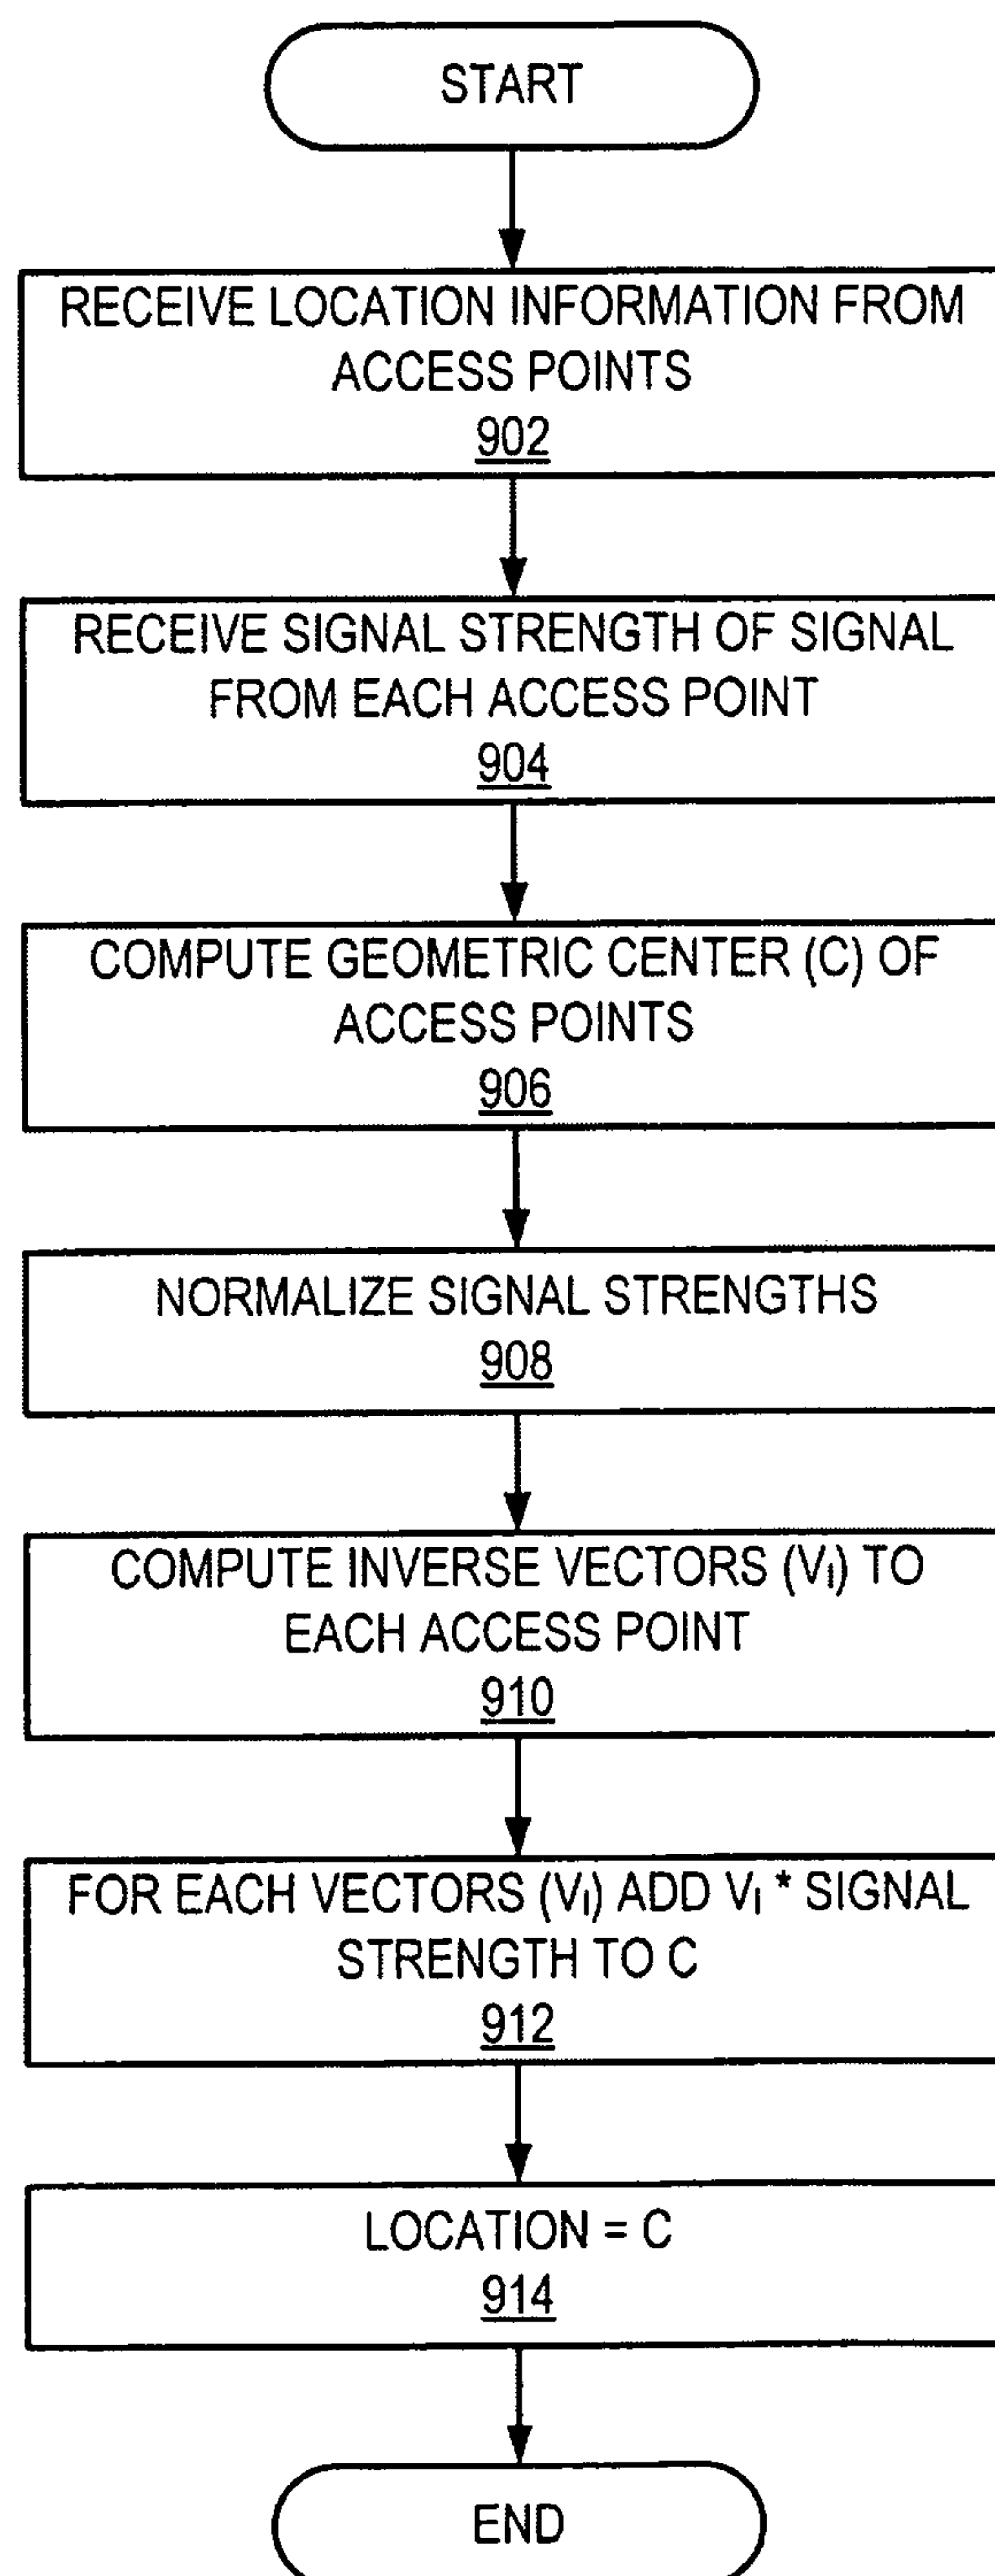 START
RECEIVE LOCATION INFORMATION FROM
ACCESS POINTS
902
RECEIVE SIGNAL STRENGTH OF SIGNAL
FROM EACH ACCESS POINT
904
COMPUTE GEOMETRIC CENTER (C) OF
ACCESS POINTS
906
NORMALIZE SIGNAL STRENGTHS
908
COMPUTE INVERSE VECTORS (VI) TO
EACH ACCESS POINT
910
FOR EACH VECTORS (VI) ADD VI * SIGNAL
STRENGTH TO C
912
LOCATION = C
914
END